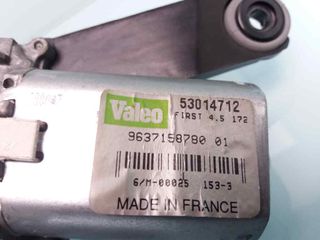 Valeo
53014712
FIRST 4.5 172
9637158780 01
6/M-00025 153-3
MADE IN FRANCE